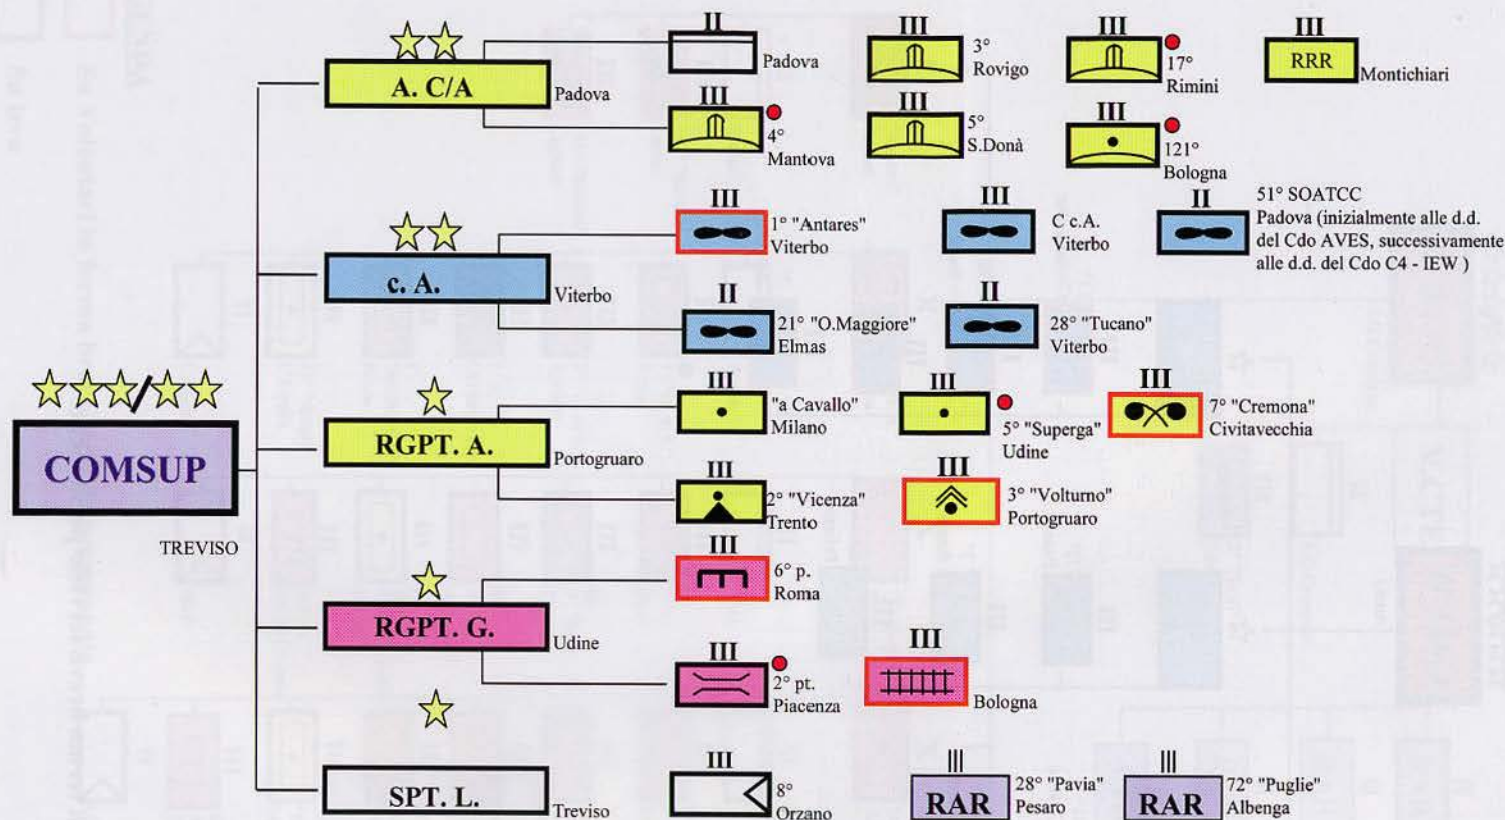 II
Padova
III
3°
Rovigo
III
17°
Rimini
III
RRR
Montichiari
A. C/A
Padova
III
4°
Mantova
III
5°
S.Donà
III
121°
Bologna
III
1° "Antares"
Viterbo
III
C c.A.
Viterbo
II
51° SOATCC
Padova (inizialmente alle d.d.
del Cdo AVES, successivamente
alle d.d. del Cdo C4 - IEW )
c. A.
Viterbo
II
21° "O.Maggiore"
Elmas
II
28° "Tucano"
Viterbo
/
COMSUP
TREVISO
III
"a Cavallo"
Milano
III
5° "Superga"
Udine
III
7° "Cremona"
Civitavecchia
RGPT. A.
Portogruaro
III
2° "Vicenza"
Trento
III
3° "Volturno"
Portogruaro
III
6° p.
Roma
RGPT. G.
Udine
III
2° pt.
Piacenza
III
Bologna
SPT. L.
Treviso
III
8°
Orzano
III
RAR
28° "Pavia"
Pesaro
III
RAR
72° "Puglie"
Albenga